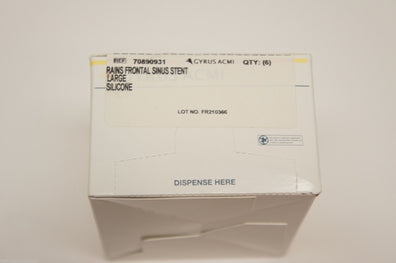 REF 70890931 GYRUS ACMI QTY: (6)
RAINS FRONTAL SINUS STENT
LARGE
SILICONE
LOT NO. FR210366
DISPENSE HERE